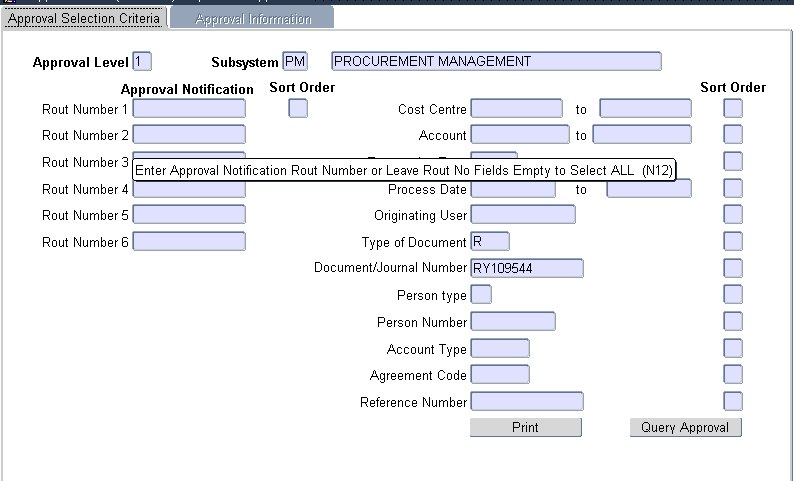 Approval Selection Criteria Approval Information
Approval Level 1 Subsystem PM PROCUREMENT MANAGEMENT
Approval Notification Sort Order Sort Order
Rout Number 1 Cost Centre to
Rout Number 2 Account to
Rout Number 3
Enter Approval Notification Rout Number or Leave Rout No Fields Empty to Select ALL (N12)
Rout Number 4 Process Date to
Rout Number 5 Originating User
Rout Number 6 Type of Document R
Document/Journal Number RY109544
Person type
Person Number
Account Type
Agreement Code
Reference Number
Print Query Approval